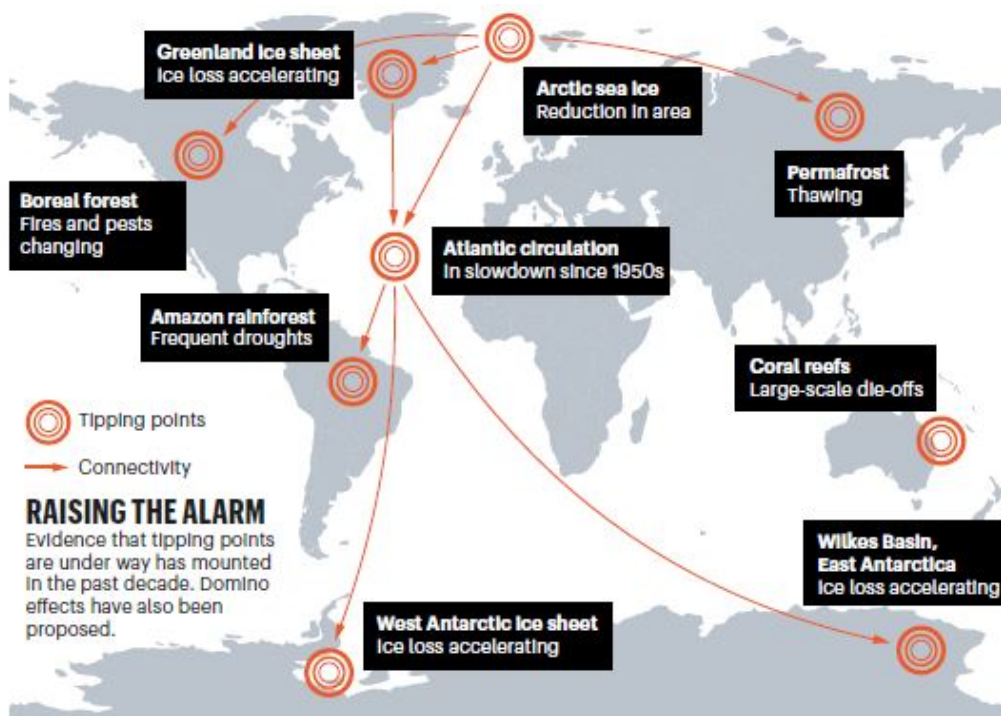 Greenland ice sheet
Ice loss accelerating
Arctic sea ice
Reduction in area
Permafrost
Thawing
Boreal forest
Fires and pests
changing
Atlantic circulation
In slowdown since 1950s
Amazon rainforest
Frequent droughts
Coral reefs
Large-scale die-offs
Tipping points
Connectivity
RAISING THE ALARM
Evidence that tipping points
are under way has mounted
in the past decade. Domino
effects have also been
proposed.
Wilkes Basin,
East Antarctica
Ice loss accelerating
West Antarctic ice sheet
Ice loss accelerating